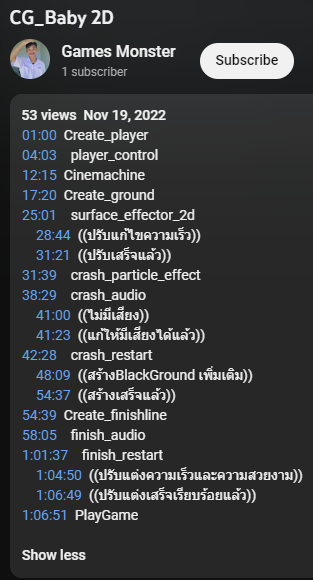 CG_Baby 2D
Games Monster
1 subscriber
Subscribe
53 views Nov 19, 2022
01:00 Create_player
04:03 player_control
12:15 Cinemachine
17:20 Create_ground
25:01 surface_effector_2d
28:44 ((ปรับแก้ไขความเร็ว))
31:21 ((ปรับเสร็จแล้ว))
31:39 crash_particle_effect
38:29 crash_audio
41:00 ((ไม่มีเสี่ยง))
41:23 ((แก้ให้มีเสี่ยงได้แล้ว))
42:28 crash_restart
48:09 ((สร้างBlackGround เพิ่มเติม))
54:37 ((สร้างเสร็จแล้ว))
54:39 Create_finishline
58:05 finish_audio
1:01:37 finish_restart
1:04:50 ((ปรับแต่งความเร็วและความสวยงาม))
1:06:49 ((ปรับแต่งเสร็จเรียบร้อยแล้ว))
1:06:51 PlayGame
Show less